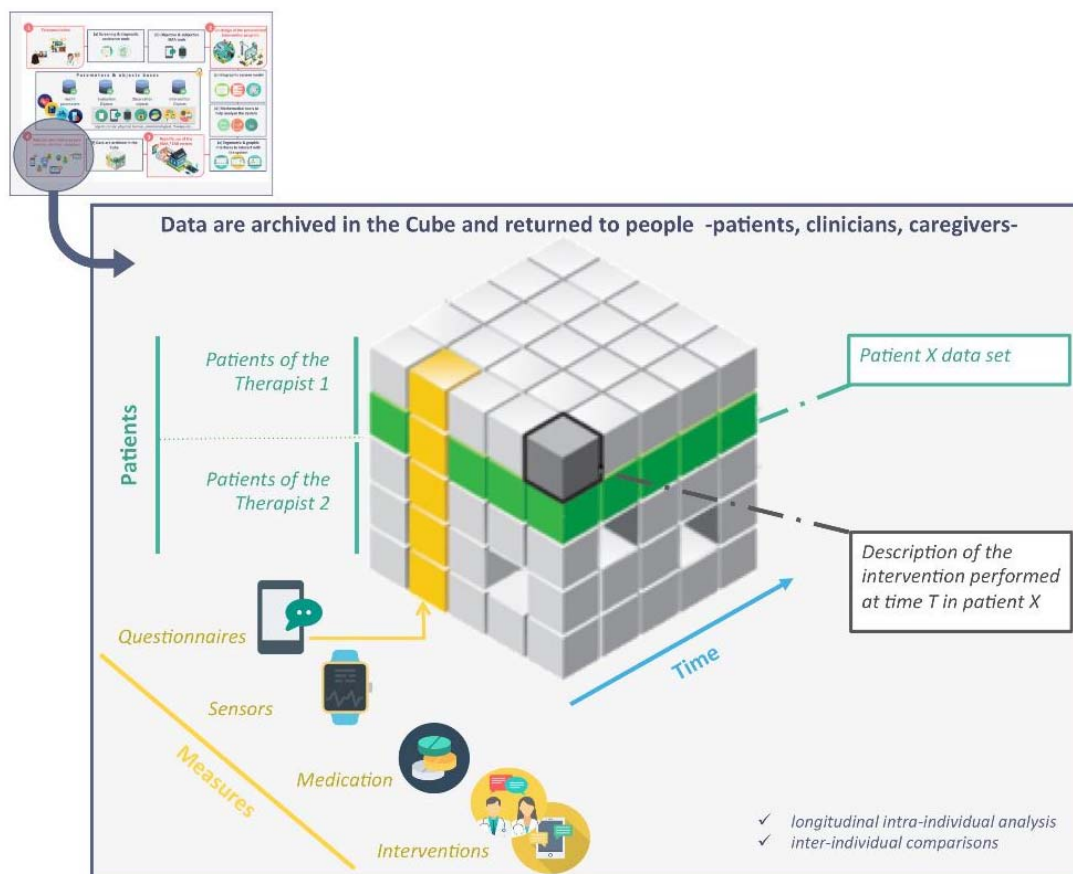 Parameters & objects bases
Data are archived in the Cube and returned to people -patients, clinicians, caregivers-
Patients
Patients of the
Therapist 1
Patients of the
Therapist 2
Patient X data set
Description of the
intervention performed
at time T in patient X
Time
Questionnaires
Sensors
Medication
Interventions
Measures
✓ longitudinal intra-individual analysis
✓ inter-individual comparisons